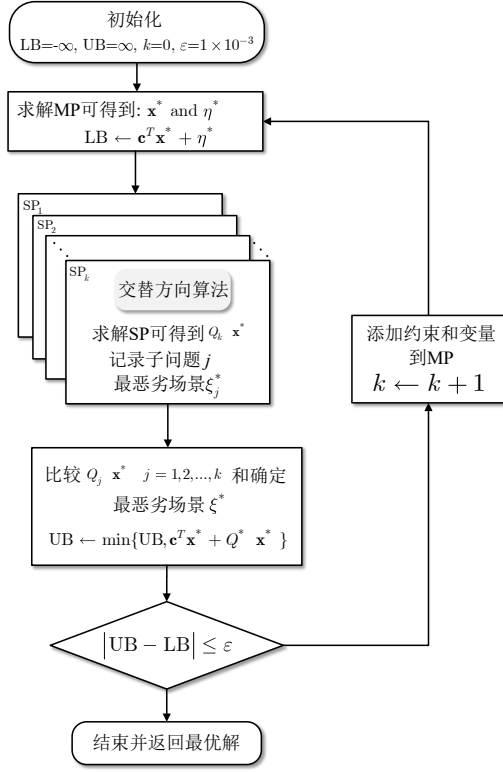 初始化
LB=-∞, UB=∞, k=0, ε=1×10⁻³
求解MP可得到: x* and η*
LB ← cᵀx* + η*
SP₁
SP₂
SPₖ
交替方向算法
求解SP可得到 Qₖ x*
记录子问题 j
最恶劣场景 ξⱼ*
比较 Qⱼ x* j = 1,2,...,k 和确定
最恶劣场景 ξ*
UB ← min{UB, cᵀx* + Q* x* }
|UB − LB| ≤ ε
结束并返回最优解
添加约束和变量
到MP
k ← k + 1